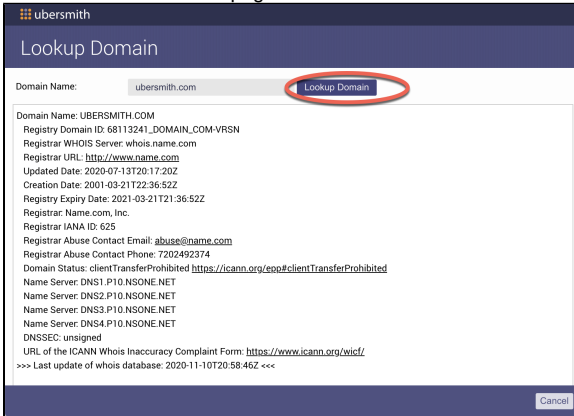 ubersmith
Lookup Domain
Domain Name: ubersmith.com Lookup Domain
Domain Name: UBERSMITH.COM
Registry Domain ID: 68113241_DOMAIN_COM-VRSN
Registrar WHOIS Server: whois.name.com
Registrar URL: http://www.name.com
Updated Date: 2020-07-13T20:17:20Z
Creation Date: 2001-03-21T22:36:52Z
Registry Expiry Date: 2021-03-21T21:36:52Z
Registrar: Name.com, Inc.
Registrar IANA ID: 625
Registrar Abuse Contact Email: abuse@name.com
Registrar Abuse Contact Phone: 7202492374
Domain Status: clientTransferProhibited https://icann.org/epp#clientTransferProhibited
Name Server: DNS1.P10.NSONE.NET
Name Server: DNS2.P10.NSONE.NET
Name Server: DNS3.P10.NSONE.NET
Name Server: DNS4.P10.NSONE.NET
DNSSEC: unsigned
URL of the ICANN Whois Inaccuracy Complaint Form: https://www.icann.org/wicf/
>>> Last update of whois database: 2020-11-10T20:58:46Z <<<
Cancel